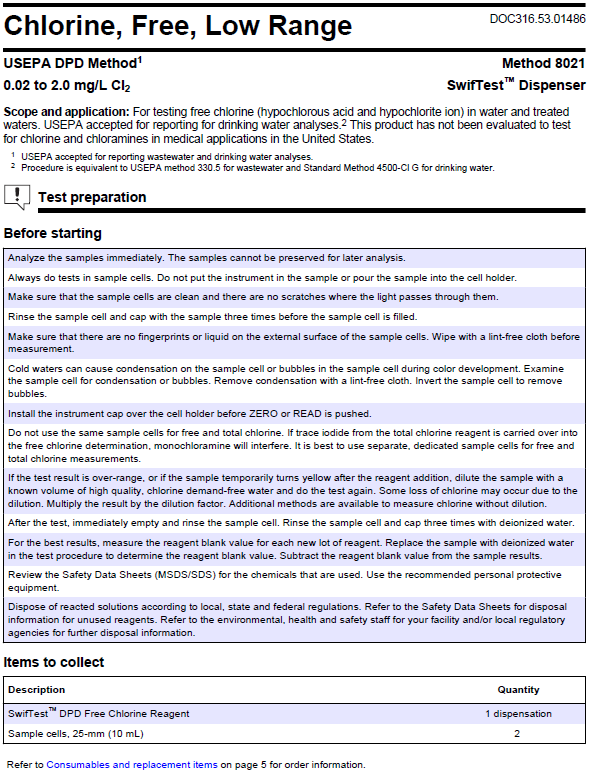 Chlorine, Free, Low Range
DOC316.53.01486
USEPA DPD Method1
Method 8021
0.02 to 2.0 mg/L Cl2
SwifTest™ Dispenser
Scope and application: For testing free chlorine (hypochlorous acid and hypochlorite ion) in water and treated
waters. USEPA accepted for reporting for drinking water analyses.2 This product has not been evaluated to test
for chlorine and chloramines in medical applications in the United States.
1 USEPA accepted for reporting wastewater and drinking water analyses.
2 Procedure is equivalent to USEPA method 330.5 for wastewater and Standard Method 4500-Cl G for drinking water.
! Test preparation
Before starting
Analyze the samples immediately. The samples cannot be preserved for later analysis.
Always do tests in sample cells. Do not put the instrument in the sample or pour the sample into the cell holder.
Make sure that the sample cells are clean and there are no scratches where the light passes through them.
Rinse the sample cell and cap with the sample three times before the sample cell is filled.
Make sure that there are no fingerprints or liquid on the external surface of the sample cells. Wipe with a lint-free cloth before
measurement.
Cold waters can cause condensation on the sample cell or bubbles in the sample cell during color development. Examine
the sample cell for condensation or bubbles. Remove condensation with a lint-free cloth. Invert the sample cell to remove
bubbles.
Install the instrument cap over the cell holder before ZERO or READ is pushed.
Do not use the same sample cells for free and total chlorine. If trace iodide from the total chlorine reagent is carried over into
the free chlorine determination, monochloramine will interfere. It is best to use separate, dedicated sample cells for free and
total chlorine measurements.
If the test result is over-range, or if the sample temporarily turns yellow after the reagent addition, dilute the sample with a
known volume of high quality, chlorine demand-free water and do the test again. Some loss of chlorine may occur due to the
dilution. Multiply the result by the dilution factor. Additional methods are available to measure chlorine without dilution.
After the test, immediately empty and rinse the sample cell. Rinse the sample cell and cap three times with deionized water.
For the best results, measure the reagent blank value for each new lot of reagent. Replace the sample with deionized water
in the test procedure to determine the reagent blank value. Subtract the reagent blank value from the sample results.
Review the Safety Data Sheets (MSDS/SDS) for the chemicals that are used. Use the recommended personal protective
equipment.
Dispose of reacted solutions according to local, state and federal regulations. Refer to the Safety Data Sheets for disposal
information for unused reagents. Refer to the environmental, health and safety staff for your facility and/or local regulatory
agencies for further disposal information.
Items to collect
Description Quantity
SwifTest™ DPD Free Chlorine Reagent 1 dispensation
Sample cells, 25-mm (10 mL) 2
Refer to Consumables and replacement items on page 5 for order information.